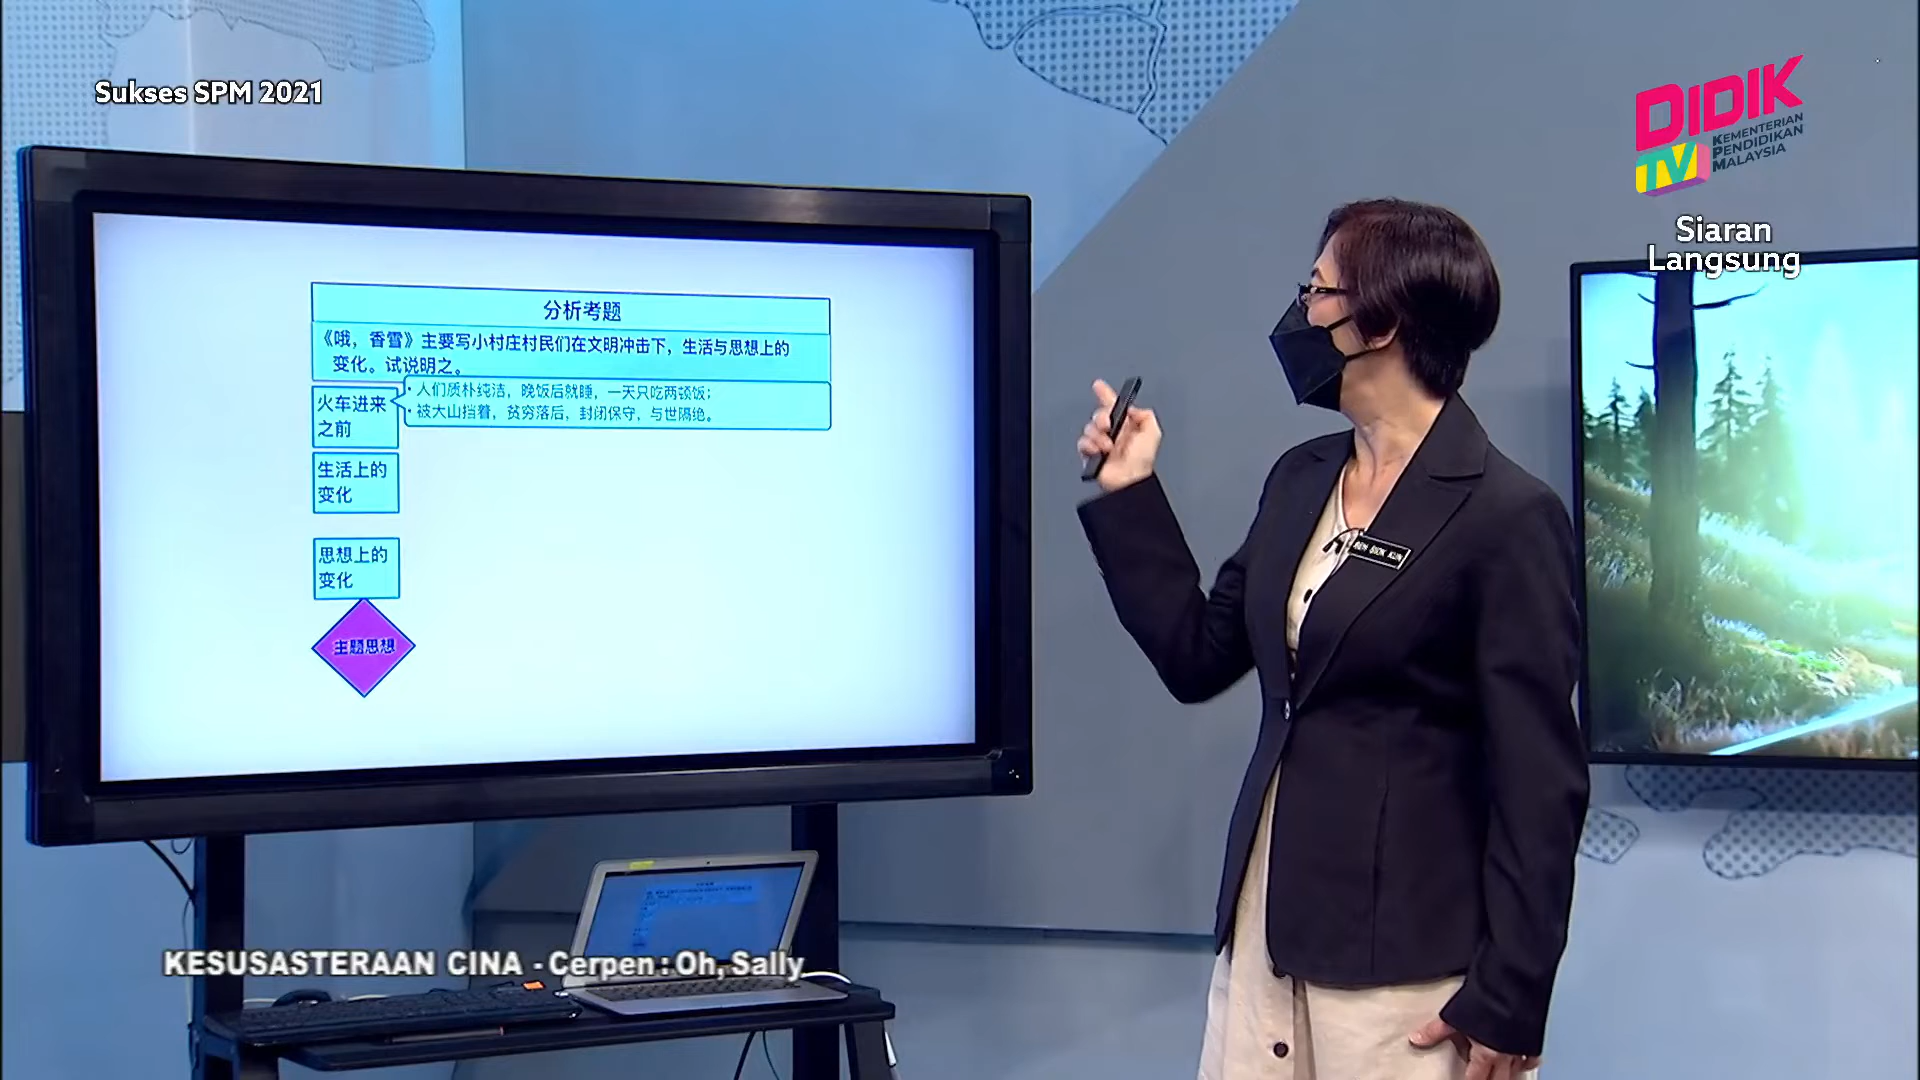 Sukses SPM 2021
DIDIK
TV
KEMENTERIAN
PENDIDIKAN
MALAYSIA
Siaran
Langsung
分析考题
《哦，香雪》主要写小村庄村民们在文明冲击下，生活与思想上的
变化。试说明之。
• 人们质朴纯洁，晚饭后就睡，一天只吃两顿饭；
• 被大山挡着，贫穷落后，封闭保守，与世隔绝。
火车进来
之前
生活上的
变化
思想上的
变化
主题思想
KESUSASTERAAN CINA - Cerpen : Oh, Sally